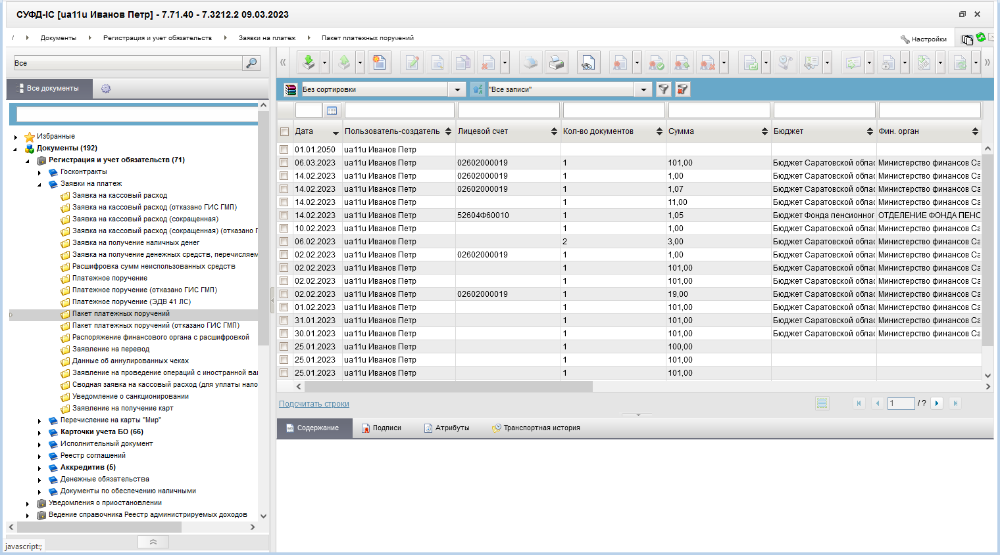 СУФД-IC [ua11u Иванов Петр] - 7.71.40 - 7.3212.2 09.03.2023
/ Документы Регистрация и учет обязательств Заявки на платеж Пакет платежных поручений
Настройки
Все
Все документы
Без сортировки
"Все записи"
Дата Пользователь-создатель Лицевой счет Кол-во документов Сумма Бюджет Фин. орган
01.01.2050 ua11u Иванов Петр
06.03.2023 ua11u Иванов Петр 02602000019 1 101,00 Бюджет Саратовской облас Министерство финансов Са
14.02.2023 ua11u Иванов Петр 02602000019 1 1,00 Бюджет Саратовской облас Министерство финансов Са
14.02.2023 ua11u Иванов Петр 02602000019 1 1,07 Бюджет Саратовской облас Министерство финансов Са
14.02.2023 ua11u Иванов Петр 1 11,00 Бюджет Саратовской облас Министерство финансов Са
14.02.2023 ua11u Иванов Петр 52604Ф60010 1 1,05 Бюджет Фонда пенсионног ОТДЕЛЕНИЕ ФОНДА ПЕНС
10.02.2023 ua11u Иванов Петр 1 1,00 Бюджет Саратовской облас Министерство финансов Са
06.02.2023 ua11u Иванов Петр 2 3,00 Бюджет Саратовской облас Министерство финансов Са
02.02.2023 ua11u Иванов Петр 02602000019 1 1,00 Бюджет Саратовской облас Министерство финансов Са
02.02.2023 ua11u Иванов Петр 1 101,00 Бюджет Саратовской облас Министерство финансов Са
02.02.2023 ua11u Иванов Петр 1 101,00 Бюджет Саратовской облас Министерство финансов Са
02.02.2023 ua11u Иванов Петр 02602000019 1 19,00 Бюджет Саратовской облас Министерство финансов Са
01.02.2023 ua11u Иванов Петр 1 101,00 Бюджет Саратовской облас Министерство финансов Са
31.01.2023 ua11u Иванов Петр 1 101,00 Бюджет Саратовской облас Министерство финансов Са
30.01.2023 ua11u Иванов Петр 1 101,00 Бюджет Саратовской облас Министерство финансов Са
25.01.2023 ua11u Иванов Петр 1 100,00
25.01.2023 ua11u Иванов Петр 1 101,00
25.01.2023 ua11u Иванов Петр 1 101,00
Подсчитать строки
1 / ?
Содержание Подписи Атрибуты Транспортная история
Избранные
Документы (192)
Регистрация и учет обязательств (71)
Госконтракты
Заявки на платеж
Заявка на кассовый расход
Заявка на кассовый расход (отказано ГИС ГМП)
Заявка на кассовый расход (сокращенная)
Заявка на кассовый расход (сокращенная) (отказано Г
Заявка на получение наличных денег
Заявка на получение денежных средств, перечисляем
Расшифровка сумм неиспользованных средств
Платежное поручение
Платежное поручение (отказано ГИС ГМП)
Платежное поручение (ЭДВ 41 ЛС)
Пакет платежных поручений
Пакет платежных поручений (отказано ГИС ГМП)
Распоряжение финансового органа с расшифровкой
Заявление на перевод
Данные об аннулированных чеках
Заявление на проведение операций с иностранной вал
Сводная заявка на кассовый расход (для уплаты нало
Уведомление о санкционировании
Заявление на получение карт
Перечисление на карты "Мир"
Карточки учета БО (66)
Исполнительный документ
Реестр соглашений
Аккредитив (5)
Денежные обязательства
Документы по обеспечению наличными
Уведомления о приостановлении
Ведение справочника Реестр администрируемых доходов
javascript:;